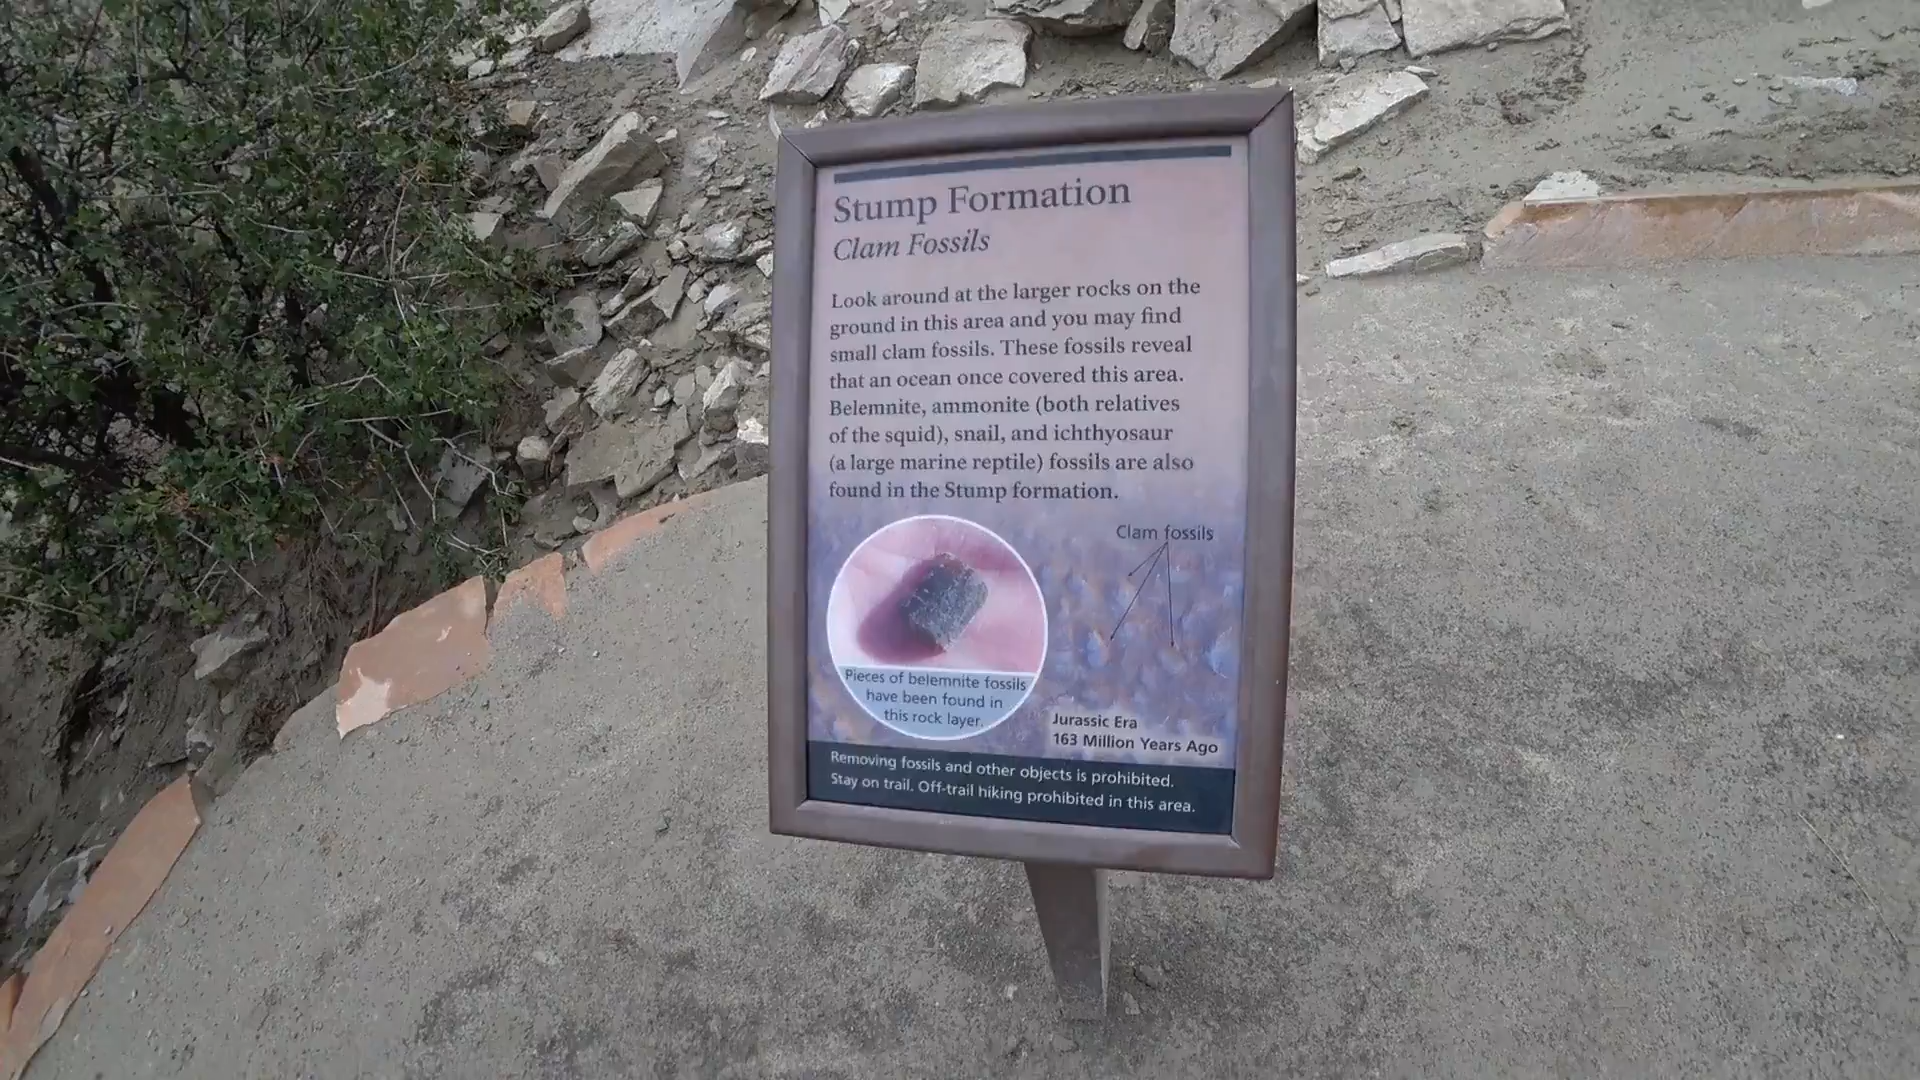 Stump Formation
Clam Fossils
Look around at the larger rocks on the
ground in this area and you may find
small clam fossils. These fossils reveal
that an ocean once covered this area.
Belemnite, ammonite (both relatives
of the squid), snail, and ichthyosaur
(a large marine reptile) fossils are also
found in the Stump formation.
Clam fossils
Pieces of belemnite fossils
have been found in
this rock layer.
Jurassic Era
163 Million Years Ago
Removing fossils and other objects is prohibited.
Stay on trail. Off-trail hiking prohibited in this area.